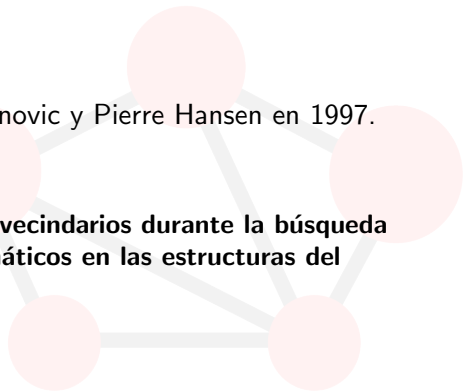 novic y Pierre Hansen en 1997.
vecindarios durante la búsqueda
áticos en las estructuras del